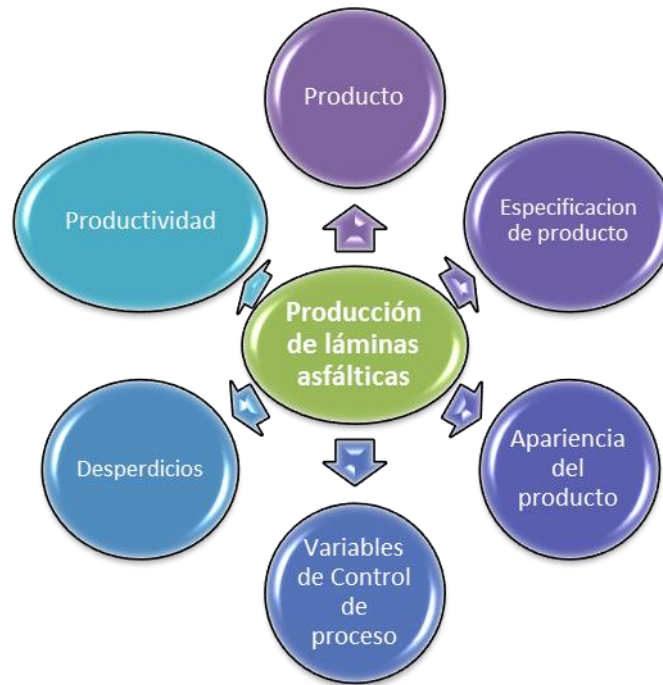 Producto
Especificacion
de producto
Apariencia
del
producto
Variables
de Control
de
proceso
Desperdicios
Productividad
Producción
de láminas
asfálticas